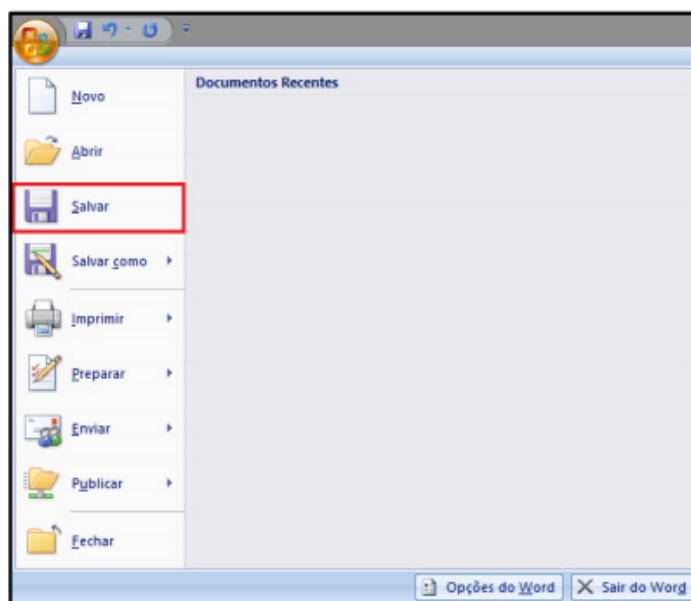 Documentos Recentes
Novo
Abrir
Salvar
Salvar como
Imprimir
Preparar
Enviar
Publicar
Fechar
Opções do Word
Sair do Word